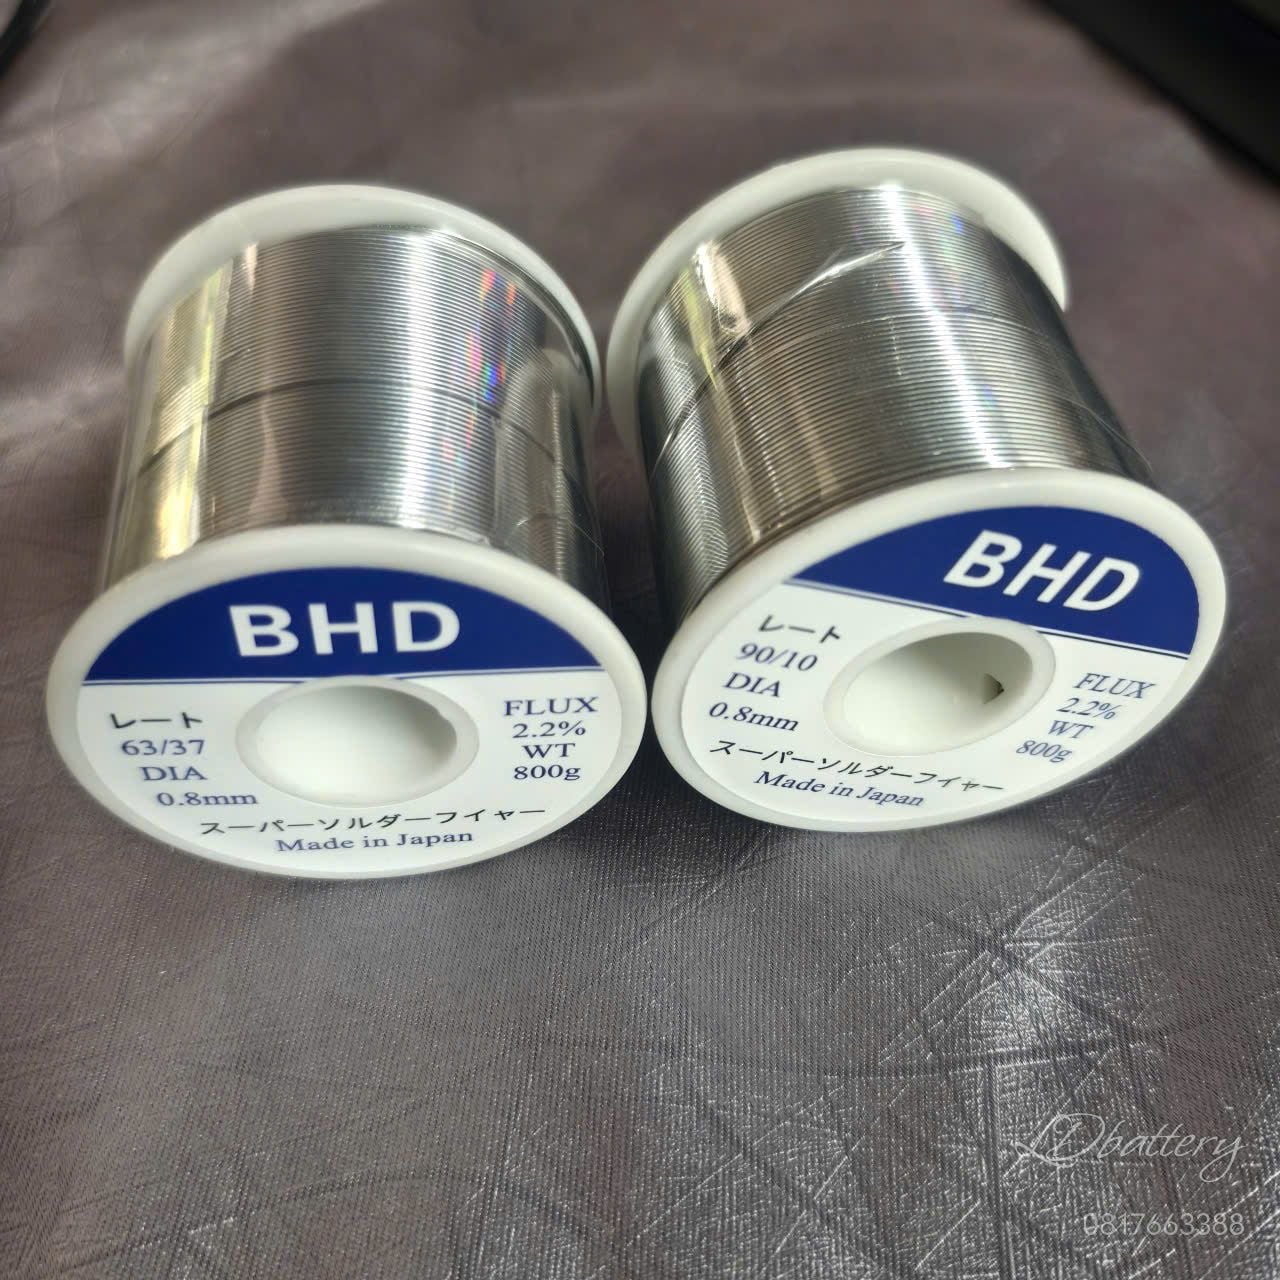 BHD
レート
63/37
DIA
0.8mm
FLUX
2.2%
WT
800g
スーパーソルダーフイヤー
Made in Japan
BHD
レート
90/10
DIA
0.8mm
FLUX
2.2%
WT
800g
スーパーソルダーフイヤー
Made in Japan
LDbattery
0817663388